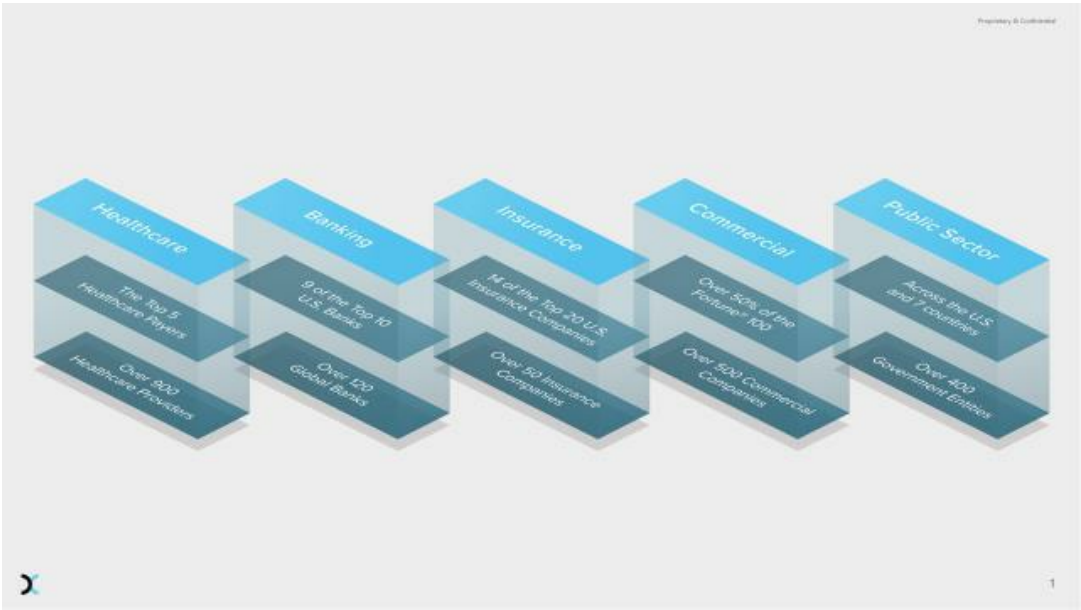 Proprietary & Confidential
Healthcare
The Top 5
Healthcare Payers
Over 900
Healthcare Providers
Banking
9 of the Top 10
U.S. Banks
Over 120
Global Banks
Insurance
14 of the Top 20 U.S.
Insurance Companies
Over 50 Insurance
Companies
Commercial
Over 50% of the
Fortune® 100
Over 500 Commercial
Companies
Public Sector
Across the U.S.
and 7 countries
Over 400
Government Entities
1